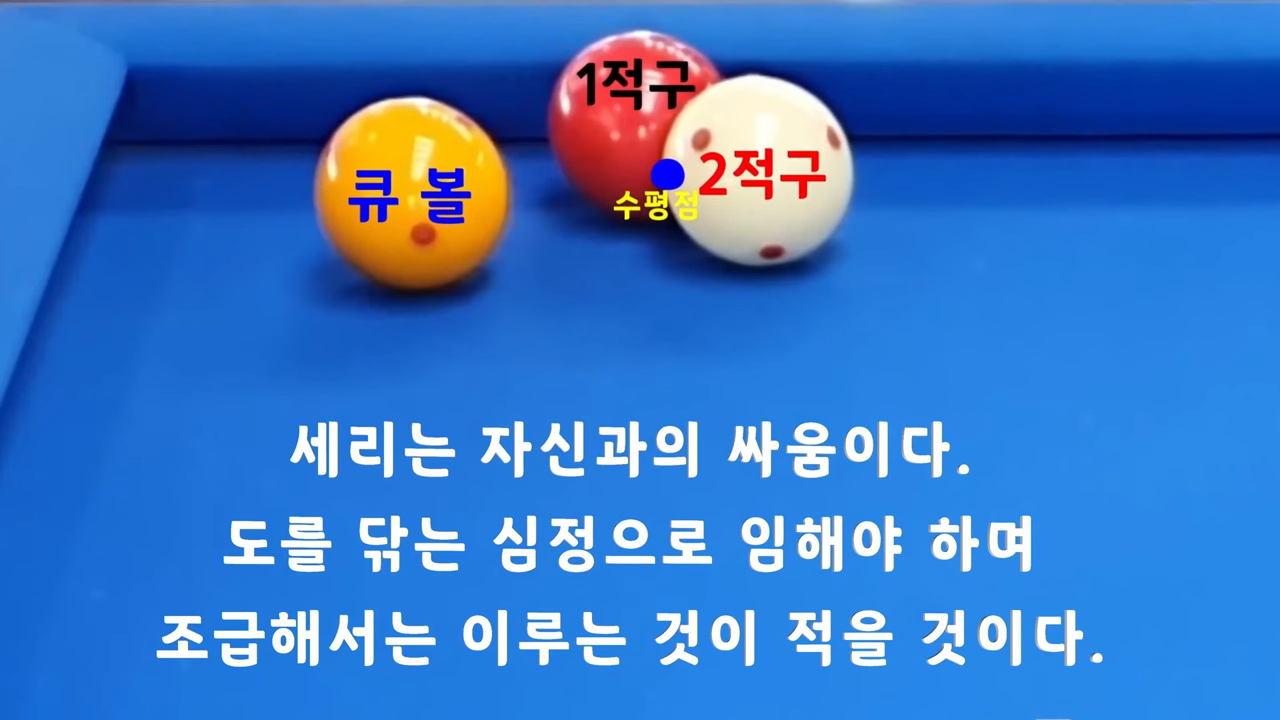 1적구
큐 볼
2적구
수평점
세리는 자신과의 싸움이다.
도를 닦는 심정으로 임해야 하며
조급해서는 이루는 것이 적을 것이다.